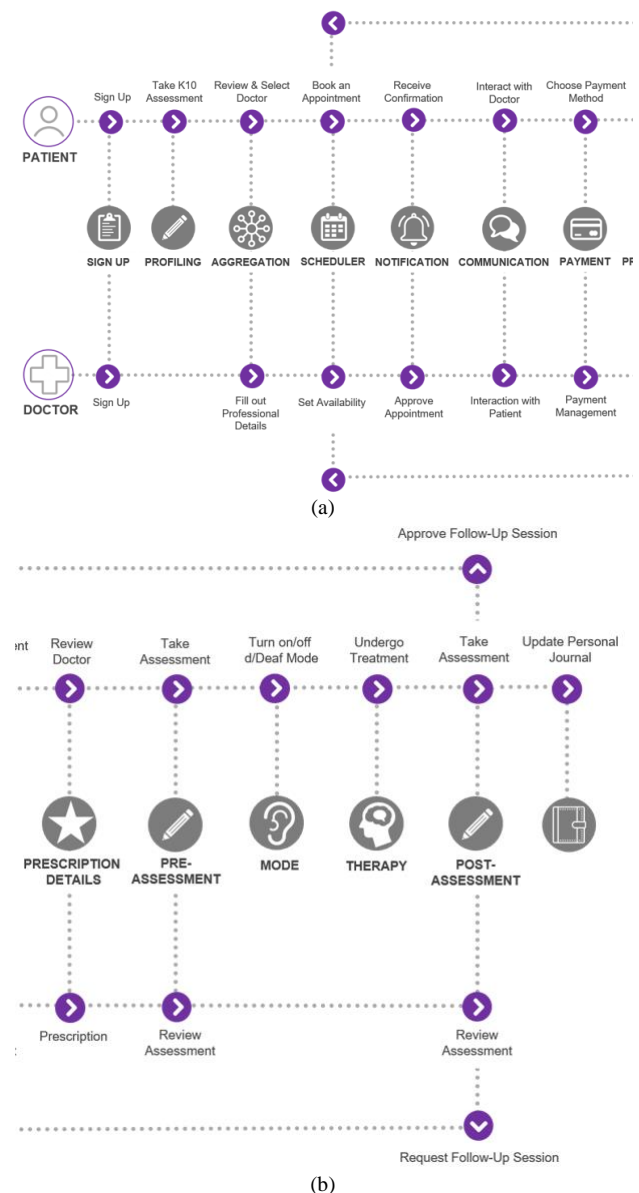 Sign Up
Take K10
Assessment
Review & Select
Doctor
Book an
Appointment
Receive
Confirmation
Interact with
Doctor
Choose Payment
Method
PATIENT
SIGN UP
PROFILING
AGGREGATION
SCHEDULER
NOTIFICATION
COMMUNICATION
PAYMENT
PR
DOCTOR
Sign Up
Fill out
Professional
Details
Set Availability
Approve
Appointment
Interaction with
Patient
Payment
Management
(a)
Approve Follow-Up Session
ent
Review
Doctor
Take
Assessment
Turn on/off
d/Deaf Mode
Undergo
Treatment
Take
Assessment
Update Personal
Journal
PRESCRIPTION
DETAILS
PRE-
ASSESSMENT
MODE
THERAPY
POST-
ASSESSMENT
Prescription
Review
Assessment
Review
Assessment
Request Follow-Up Session
(b)